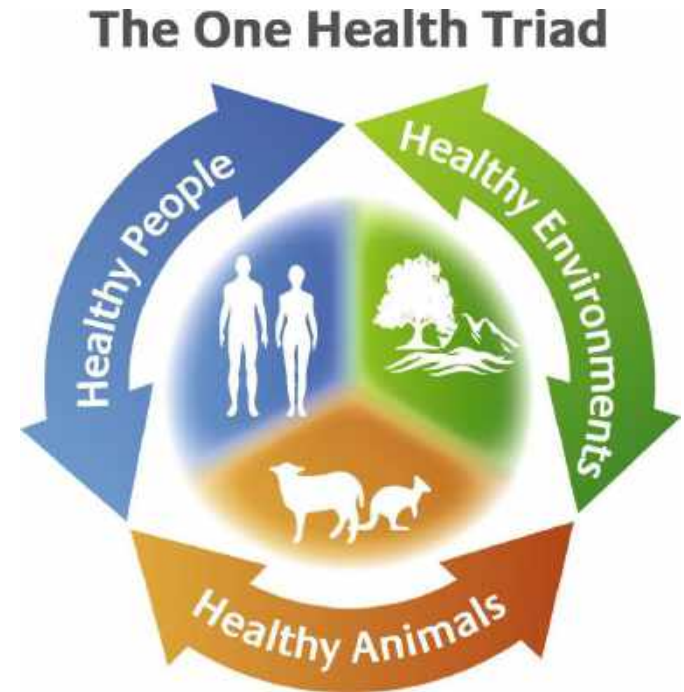 The One Health Triad
Healthy People
Healthy Environments
Healthy Animals